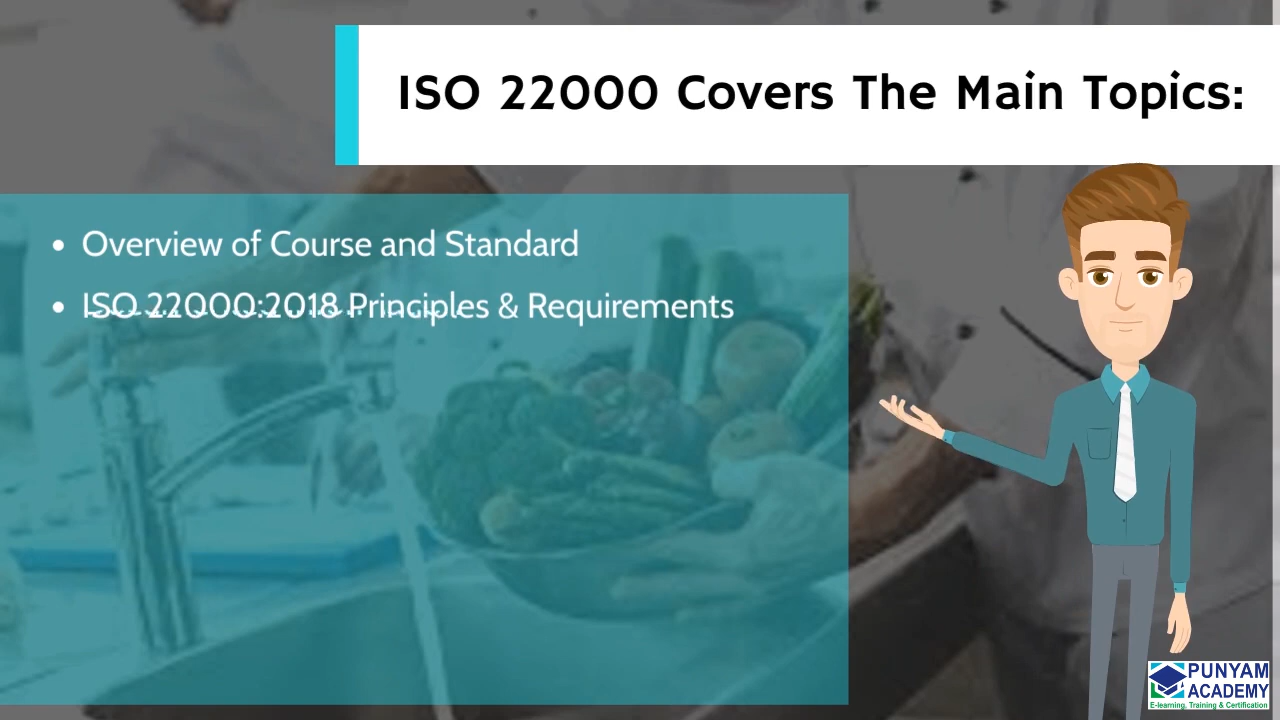 ISO 22000 Covers The Main Topics:
• Overview of Course and Standard
• ISO 22000:2018 Principles & Requirements
PUNYAM
ACADEMY
E-learning, Training & Certification